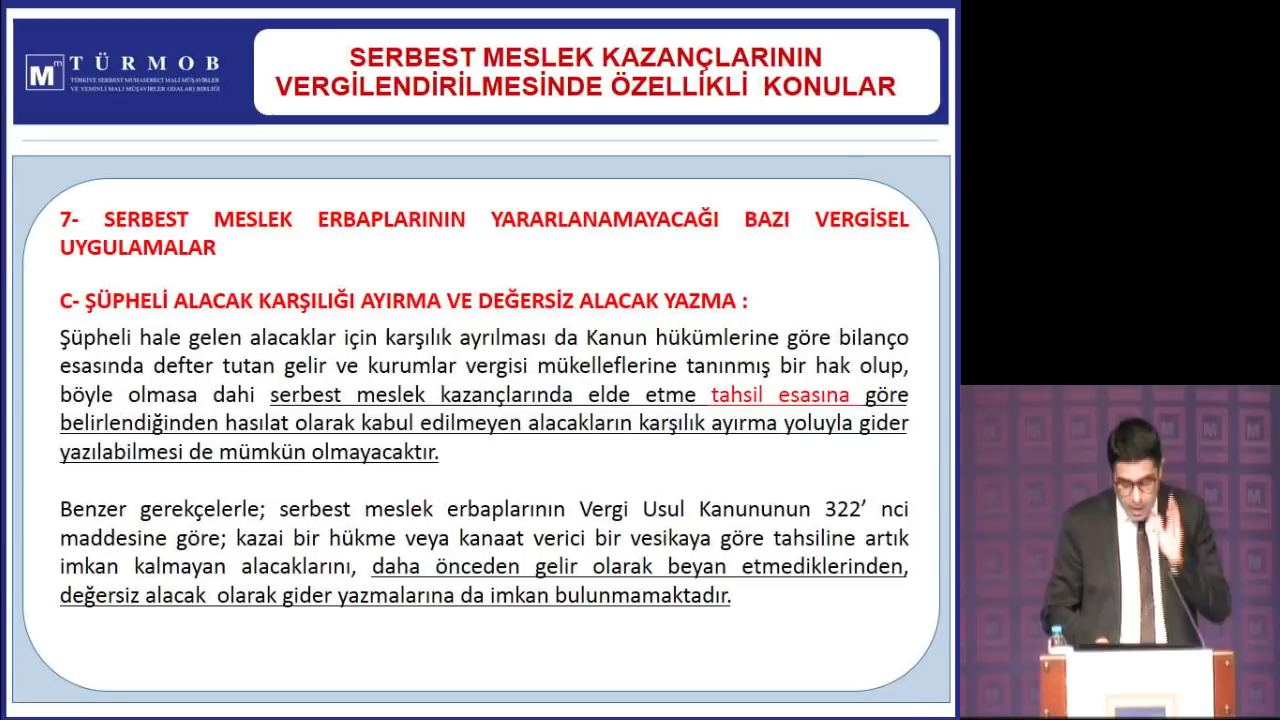 TÜRMOB
TÜRKİYE SERBEST MUHASEBECİ MALİ MÜŞAVİRLER
VE YEMİNLİ MALİ MÜŞAVİRLER ODALARI BİRLİĞİ
SERBEST MESLEK KAZANÇLARININ
VERGİLENDİRİLMESİNDE ÖZELLİKLİ KONULAR
7- SERBEST MESLEK ERBAPLARININ YARARLANAMAYACAĞI BAZI VERGİSEL
UYGULAMALAR
C- ŞÜPHELİ ALACAK KARŞILIĞI AYIRMA VE DEĞERSİZ ALACAK YAZMA :
Şüpheli hale gelen alacaklar için karşılık ayrılması da Kanun hükümlerine göre bilanço
esasında defter tutan gelir ve kurumlar vergisi mükelleflerine tanınmış bir hak olup,
böyle olmasa dahi serbest meslek kazançlarında elde etme tahsil esasına göre
belirlendiğinden hasılat olarak kabul edilmeyen alacakların karşılık ayırma yoluyla gider
yazılabilmesi de mümkün olmayacaktır.
Benzer gerekçelerle; serbest meslek erbaplarının Vergi Usul Kanununun 322’ nci
maddesine göre; kazai bir hükme veya kanaat verici bir vesikaya göre tahsiline artık
imkan kalmayan alacaklarını, daha önceden gelir olarak beyan etmediklerinden,
değersiz alacak olarak gider yazmalarına da imkan bulunmamaktadır.